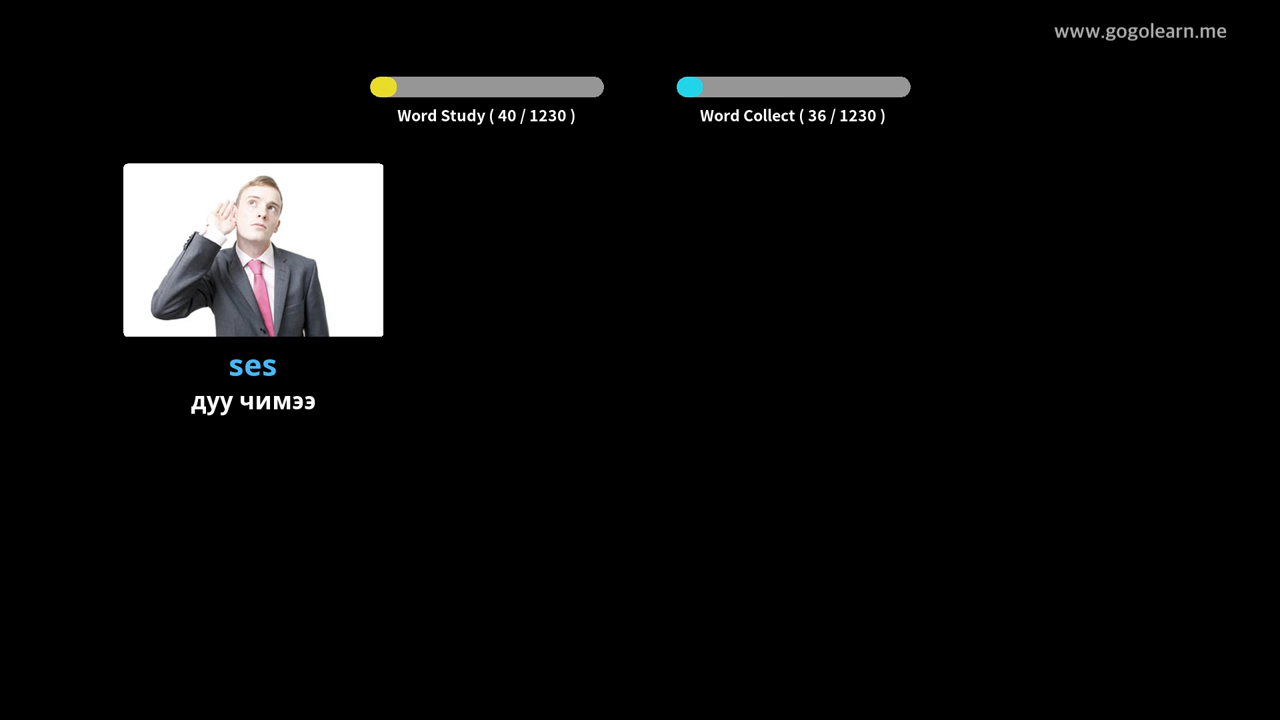 www.gogolearn.me
Word Study ( 40 / 1230 )
Word Collect ( 36 / 1230 )
ses
дуу чимээ